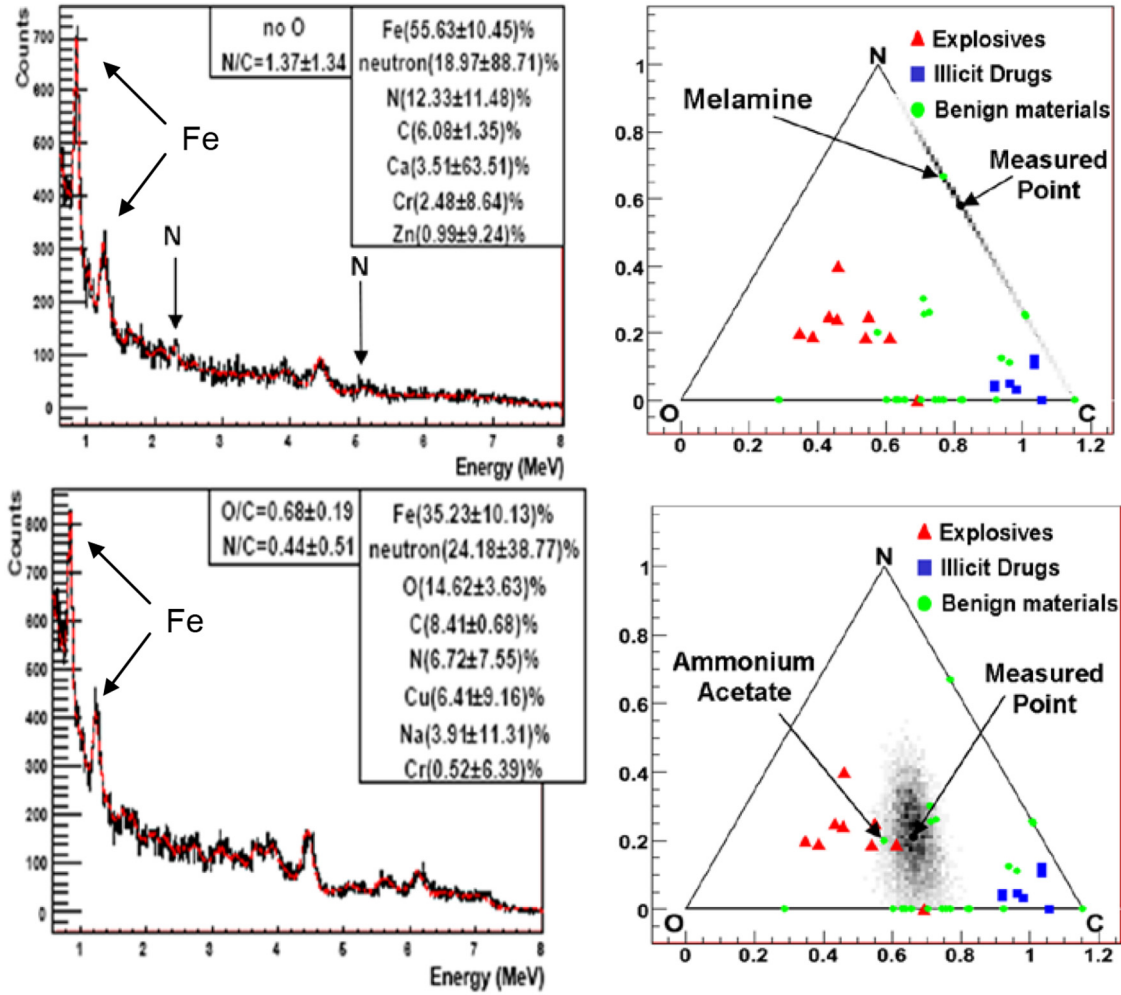 Counts
700
600
500
400
300
200
100
0
no O
N/C=1.37±1.34
Fe(55.63±10.45)%
neutron(18.97±88.71)%
N(12.33±11.48)%
C(6.08±1.35)%
Ca(3.51±63.51)%
Cr(2.48±8.64)%
Zn(0.99±9.24)%
Fe
N
N
1 2 3 4 5 6 7 8
Energy (MeV)
N
Explosives
Illicit Drugs
Benign materials
Melamine
Measured
Point
1
0.8
0.6
0.4
0.2
0
O
C
0 0.2 0.4 0.6 0.8 1 1.2
Counts
800
700
600
500
400
300
200
100
0
O/C=0.68±0.19
N/C=0.44±0.51
Fe(35.23±10.13)%
neutron(24.18±38.77)%
O(14.62±3.63)%
C(8.41±0.68)%
N(6.72±7.55)%
Cu(6.41±9.16)%
Na(3.91±11.31)%
Cr(0.52±6.39)%
Fe
1 2 3 4 5 6 7 8
Energy (MeV)
N
Explosives
Illicit Drugs
Benign materials
Ammonium
Acetate
Measured
Point
1
0.8
0.6
0.4
0.2
0
O
C
0 0.2 0.4 0.6 0.8 1 1.2